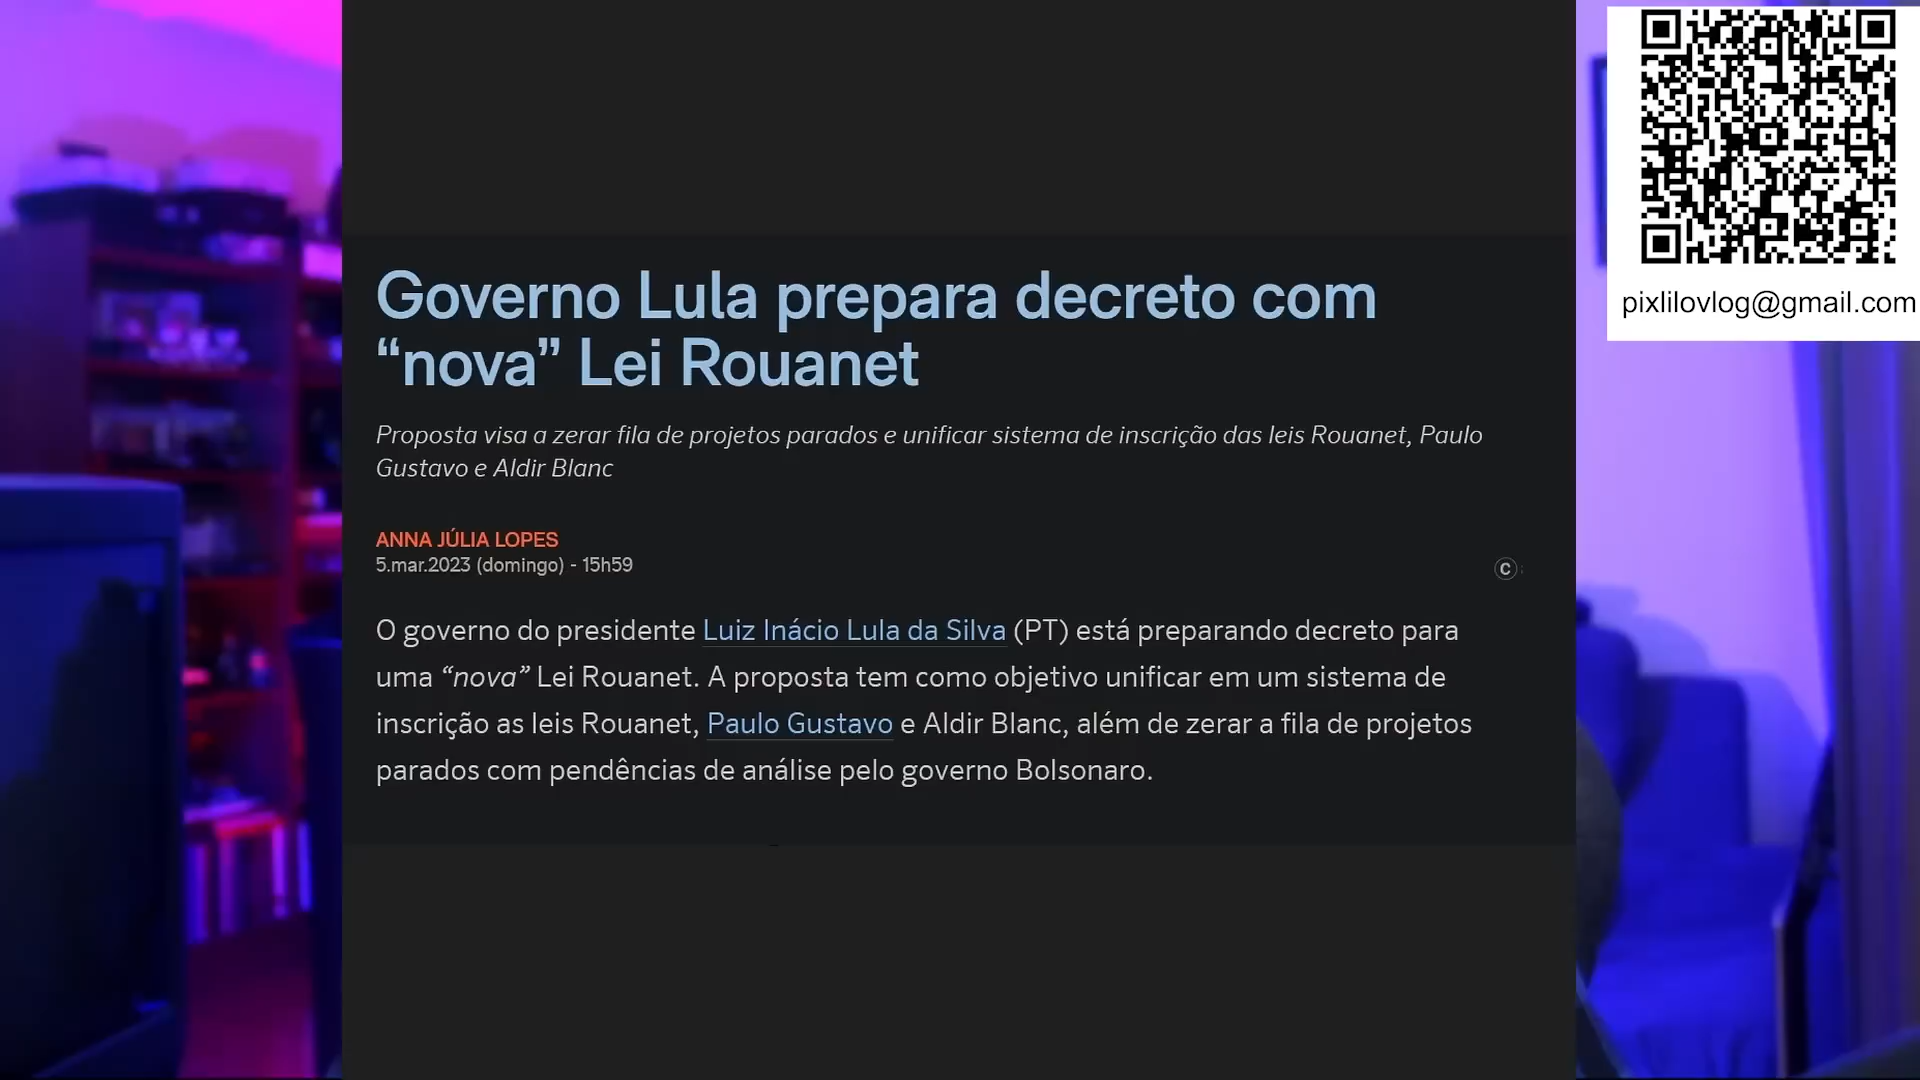 Governo Lula prepara decreto com
“nova” Lei Rouanet
Proposta visa a zerar fila de projetos parados e unificar sistema de inscrição das leis Rouanet, Paulo
Gustavo e Aldir Blanc
ANNA JÚLIA LOPES
5.mar.2023 (domingo) - 15h59
C
O governo do presidente Luiz Inácio Lula da Silva (PT) está preparando decreto para
uma “nova” Lei Rouanet. A proposta tem como objetivo unificar em um sistema de
inscrição as leis Rouanet, Paulo Gustavo e Aldir Blanc, além de zerar a fila de projetos
parados com pendências de análise pelo governo Bolsonaro.
pixlilovlog@gmail.com